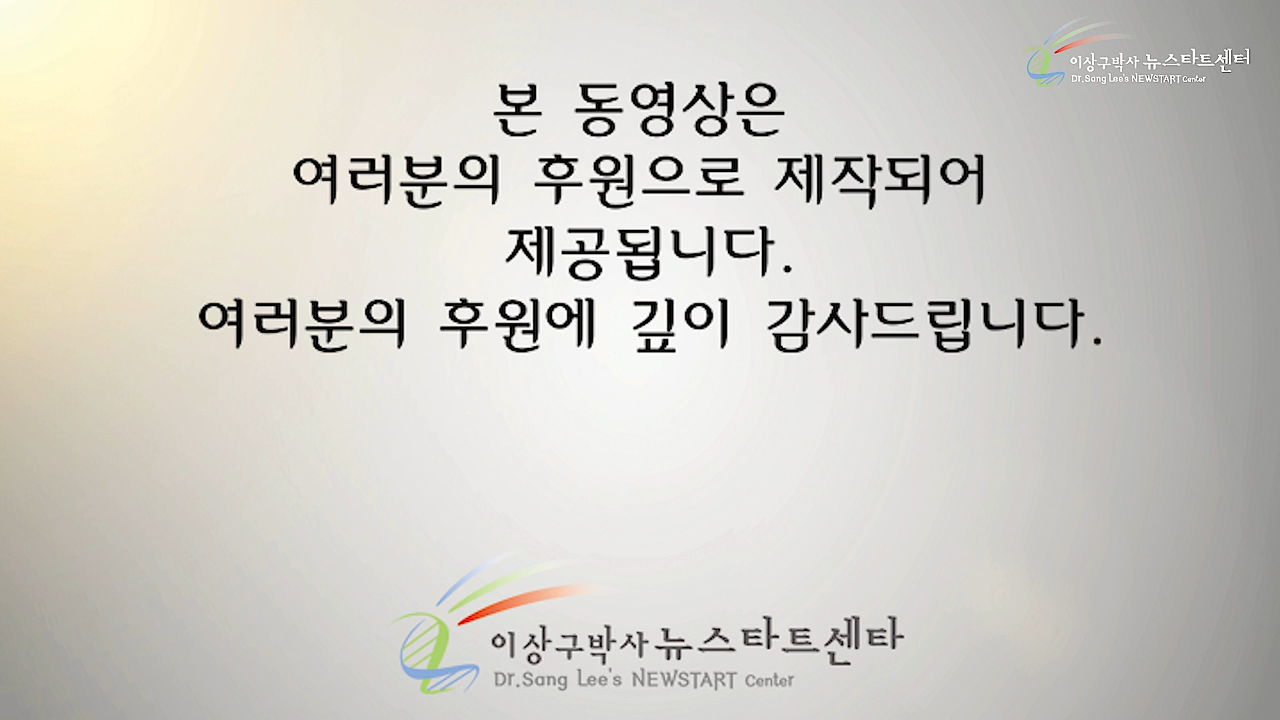 이상구박사 뉴스타트센터
Dr.Sang Lee's NEWSTART Center
본 동영상은
여러분의 후원으로 제작되어
제공됩니다.
여러분의 후원에 깊이 감사드립니다.
이상구박사 뉴스타트센타
Dr.Sang Lee's NEWSTART Center